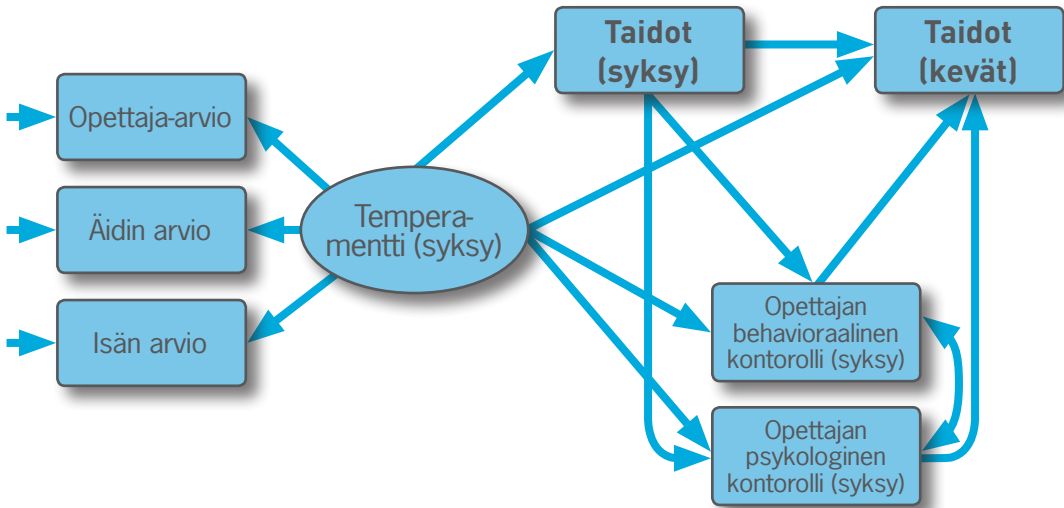 Taidot
(syksy)
Taidot
(kevät)
Opettaja-arvio
Äidin arvio
Isän arvio
Tempera-
mentti (syksy)
Opettajan
behavioraalinen
kontorolli (syksy)
Opettajan
psykologinen
kontorolli (syksy)